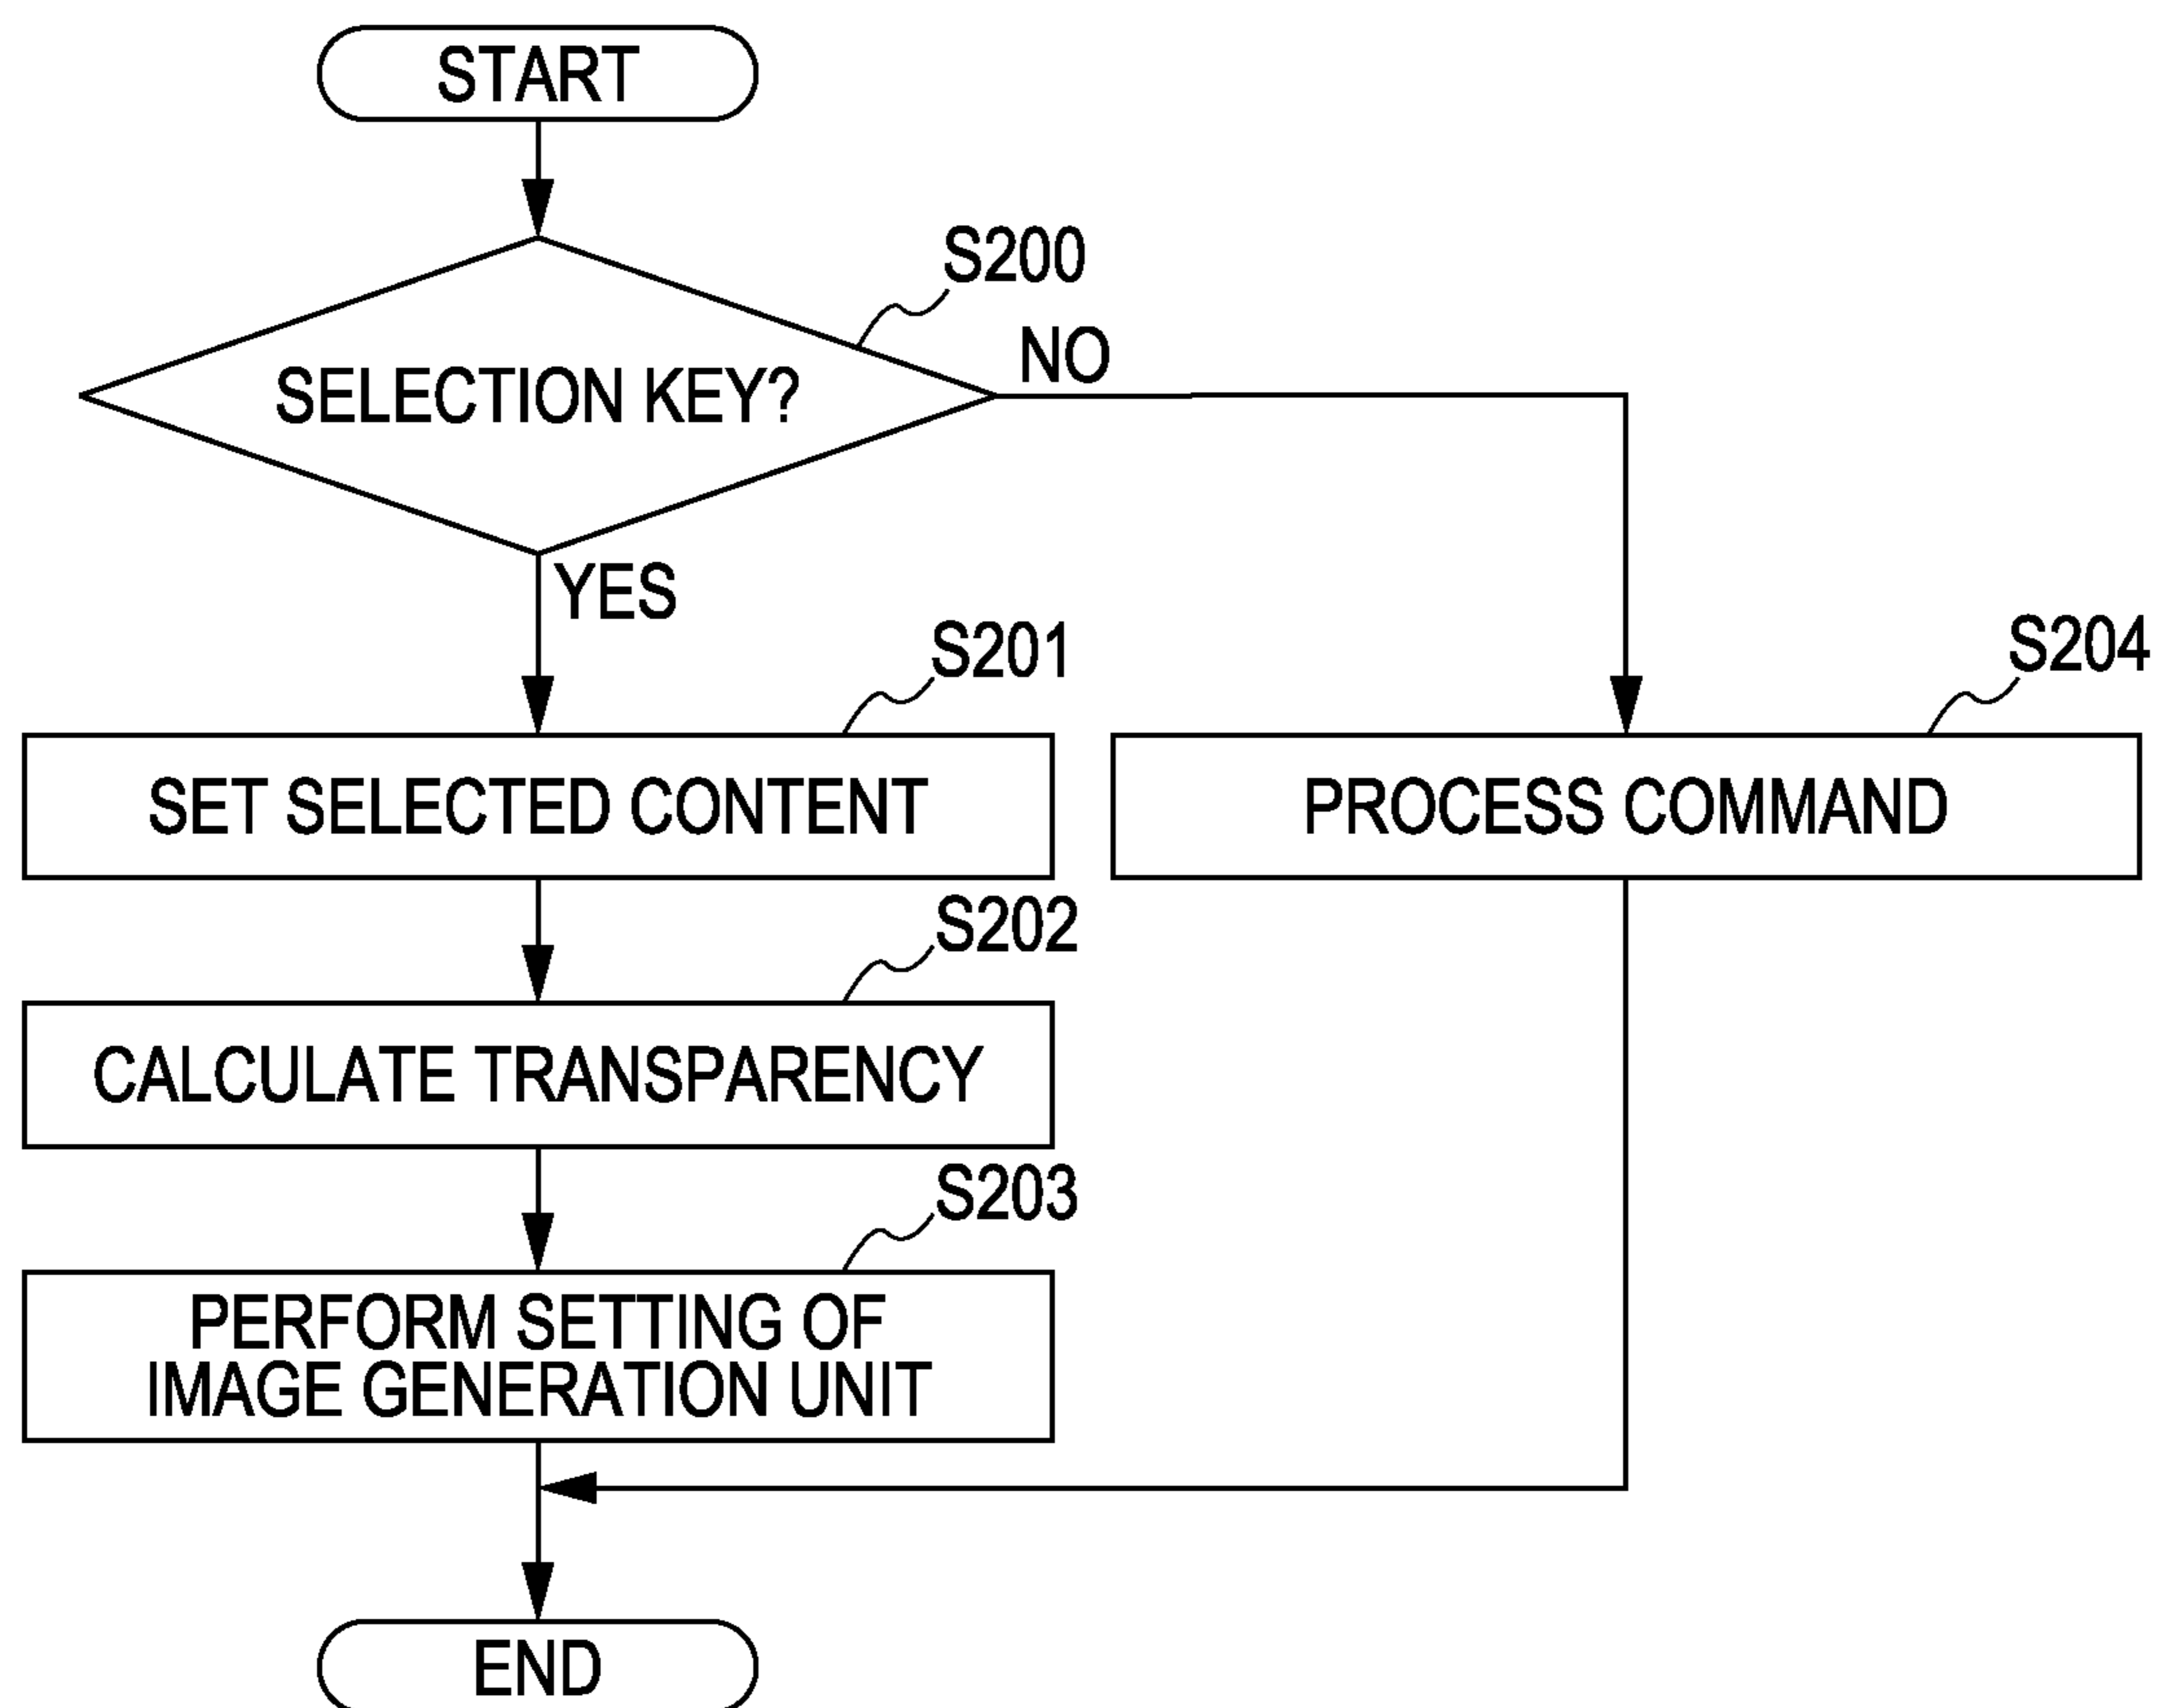 START
S200
NO
SELECTION KEY?
YES
S201
S204
SET SELECTED CONTENT
PROCESS COMMAND
S202
CALCULATE TRANSPARENCY
S203
PERFORM SETTING OF
IMAGE GENERATION UNIT
END